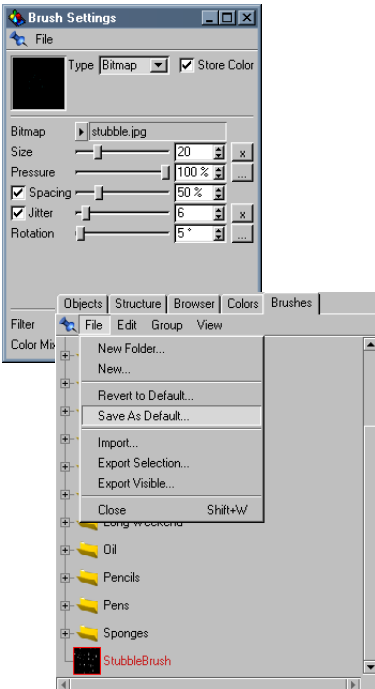 Brush Settings
File
Type Bitmap Store Color
Bitmap stubble.jpg
Size 20 x
Pressure 100 % ...
Spacing 50 %
Jitter 6 x
Rotation 5 ° ...
Filter
Color Mix
Objects Structure Browser Colors Brushes
File Edit Group View
New Folder...
New...
Revert to Default...
Save As Default...
Import...
Export Selection...
Export Visible...
Close Shift+W
Long Weekend
Oil
Pencils
Pens
Sponges
StubbleBrush